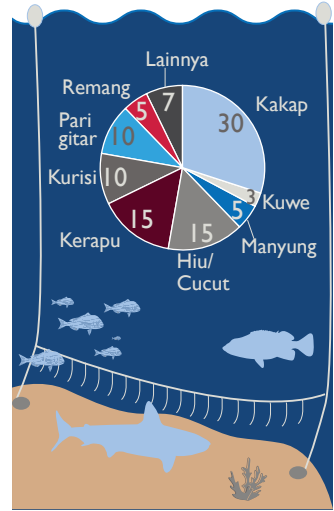 Lainnya
7
Remang
5
Pari
gitar
10
Kurisi
10
Kerapu
15
Hiu/
Cucut
15
Manyung
5
Kuwe
3
Kakap
30